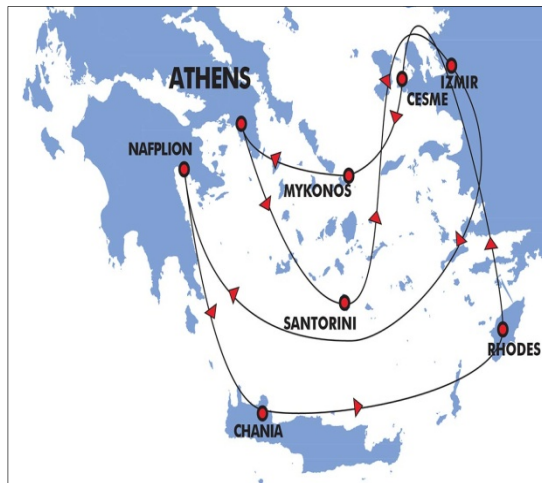 ATHENS
IZMIR
CESME
NAFPLION
MYKONOS
SANTORINI
RHODES
CHANIA